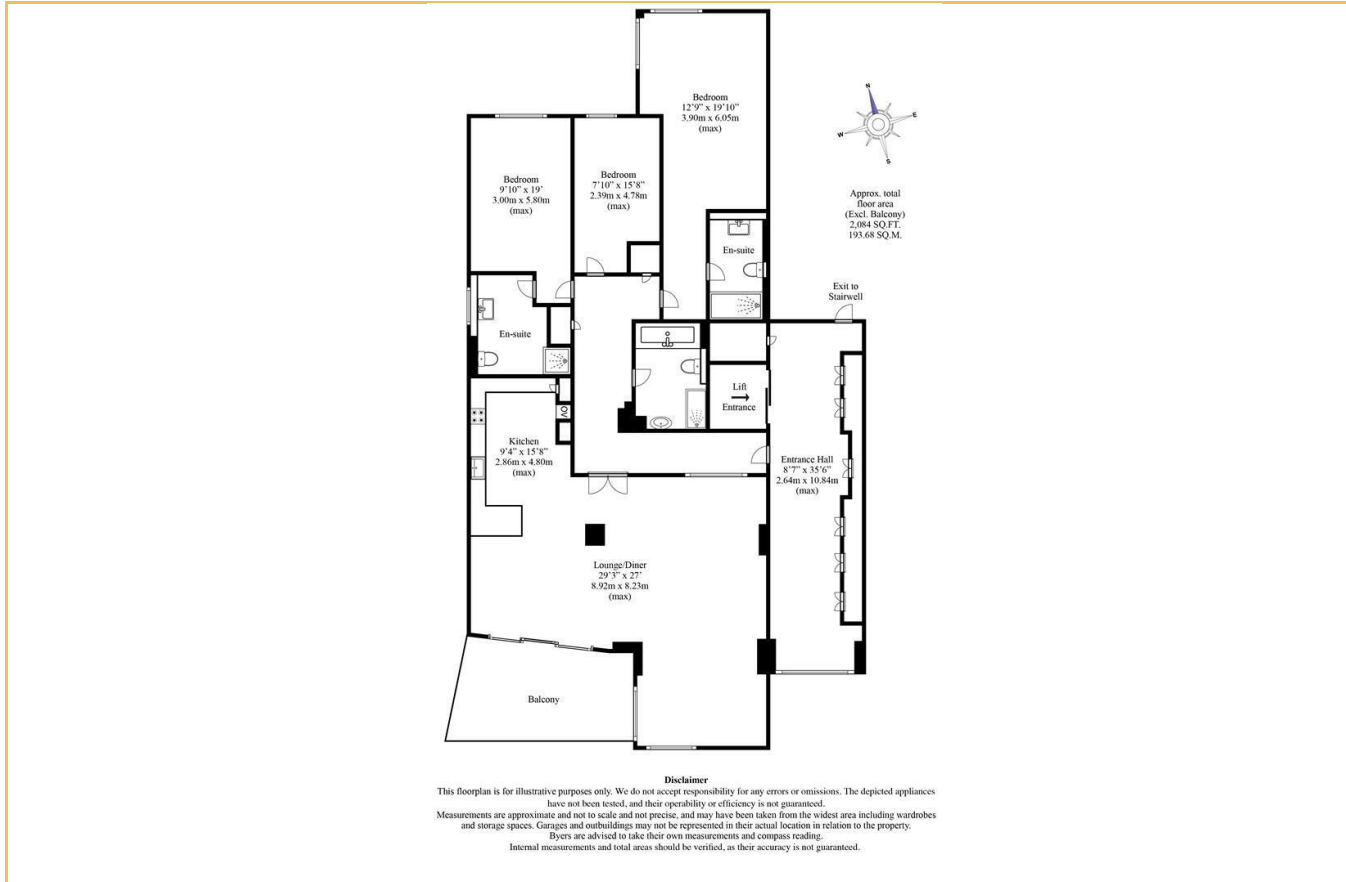 Bedroom
12'9" x 19'10"
3.90m x 6.05m
(max)
N
E
W
S
Bedroom
9'10" x 19'
3.00m x 5.80m
(max)
Bedroom
7'10" x 15'8"
2.39m x 4.78m
(max)
Approx. total
floor area
(Excl. Balcony)
2,084 SQ.FT.
193.68 SQ.M.
En-suite
Exit to
Stairwell
En-suite
Lift
→
Entrance
OV
Kitchen
9'4" x 15'8"
2.86m x 4.80m
(max)
Entrance Hall
8'7" x 35'6"
2.64m x 10.84m
(max)
Lounge/Diner
29'3" x 27'
8.92m x 8.23m
(max)
Balcony
Disclaimer
This floorplan is for illustrative purposes only. We do not accept responsibility for any errors or omissions. The depicted appliances
have not been tested, and their operability or efficiency is not guaranteed.
Measurements are approximate and not to scale and not precise, and may have been taken from the widest area including wardrobes
and storage spaces. Garages and outbuildings may not be represented in their actual location in relation to the property.
Byers are advised to take their own measurements and compass reading.
Internal measurements and total areas should be verified, as their accuracy is not guaranteed.